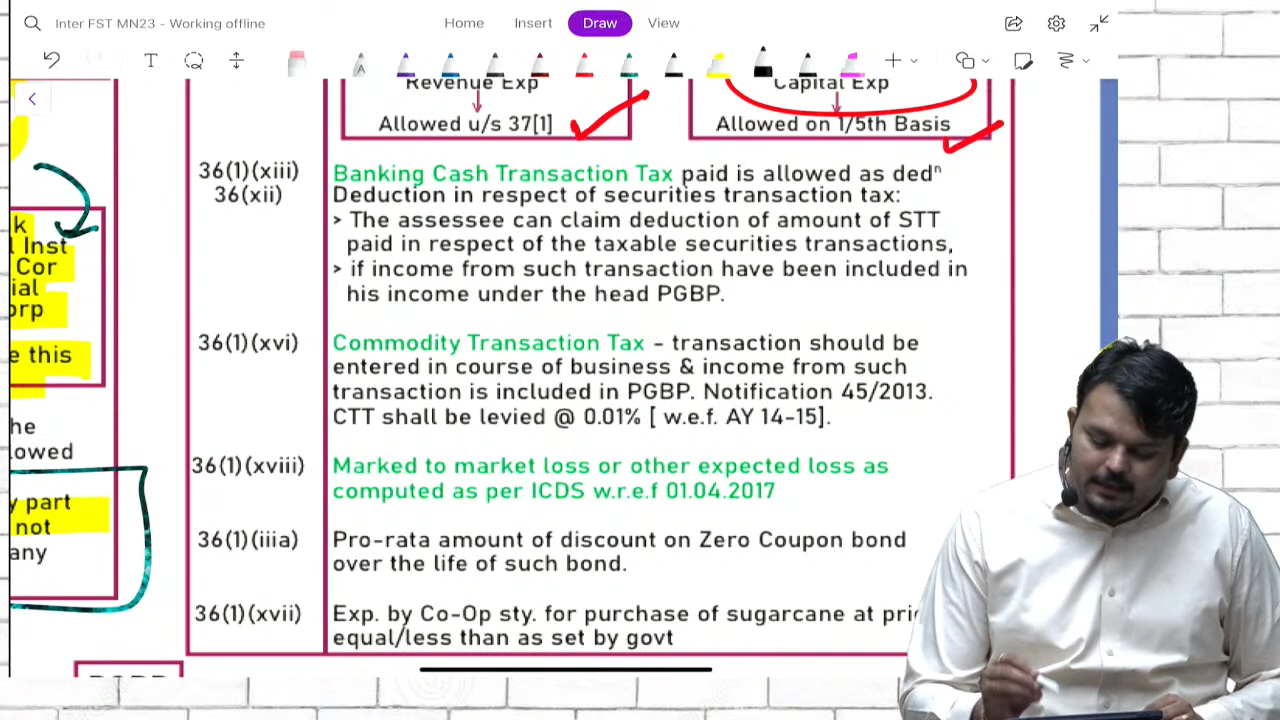 Inter FST MN23 - Working offline
Home Insert Draw View
Revenue Exp
Capital Exp
Allowed u/s 37[1]
Allowed on 1/5th Basis
36(1)(xiii) Banking Cash Transaction Tax paid is allowed as dedⁿ
36(xii) Deduction in respect of securities transaction tax:
> The assessee can claim deduction of amount of STT
paid in respect of the taxable securities transactions,
> if income from such transaction have been included in
his income under the head PGBP.
36(1)(xvi) Commodity Transaction Tax - transaction should be
entered in course of business & income from such
transaction is included in PGBP. Notification 45/2013.
CTT shall be levied @ 0.01% [ w.e.f. AY 14-15].
36(1)(xviii) Marked to market loss or other expected loss as
computed as per ICDS w.r.e.f 01.04.2017
36(1)(iiia) Pro-rata amount of discount on Zero Coupon bond
over the life of such bond.
36(1)(xvii) Exp. by Co-Op sty. for purchase of sugarcane at pri
equal/less than as set by govt
k
l Inst
Cor
ial
orp
e this
he
owed
y part
not
any